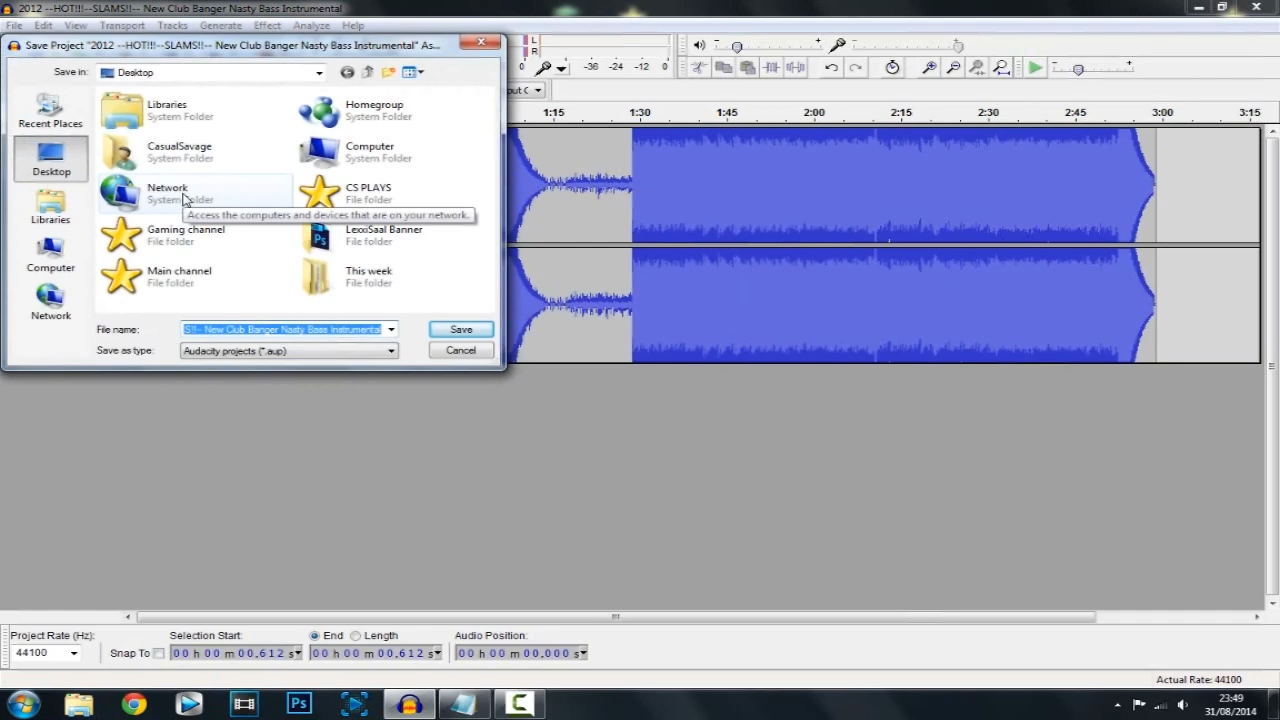 2012 --HOT!!!--SLAMS!!-- New Club Banger Nasty Bass Instrumental
File Edit View Transport Tracks Generate Effect Analyze Help
Save Project "2012 --HOT!!!--SLAMS!!-- New Club Banger Nasty Bass Instrumental" As...
L
R
0 -36 -24 -12 0
Save in: Desktop
1:15 1:30 1:45 2:00 2:15 2:30 2:45 3:00 3:15
Recent Places
Desktop
Libraries
Computer
Network
Libraries
System Folder
Homegroup
System Folder
CasualSavage
System Folder
Computer
System Folder
Network
System Folder
CS PLAYS
File folder
Access the computers and devices that are on your network.
Gaming channel
File folder
LexxiSaal Banner
File folder
Main channel
File folder
This week
File folder
File name: S!!-- New Club Banger Nasty Bass Instrumental
Save
Save as type: Audacity projects (*.aup)
Cancel
Project Rate (Hz): Selection Start: End Length Audio Position:
44100 Snap To 00 h 00 m 00.612 s 00 h 00 m 00.612 s 00 h 00 m 00.000 s
Actual Rate: 44100
Ps
C
23:49
31/08/2014